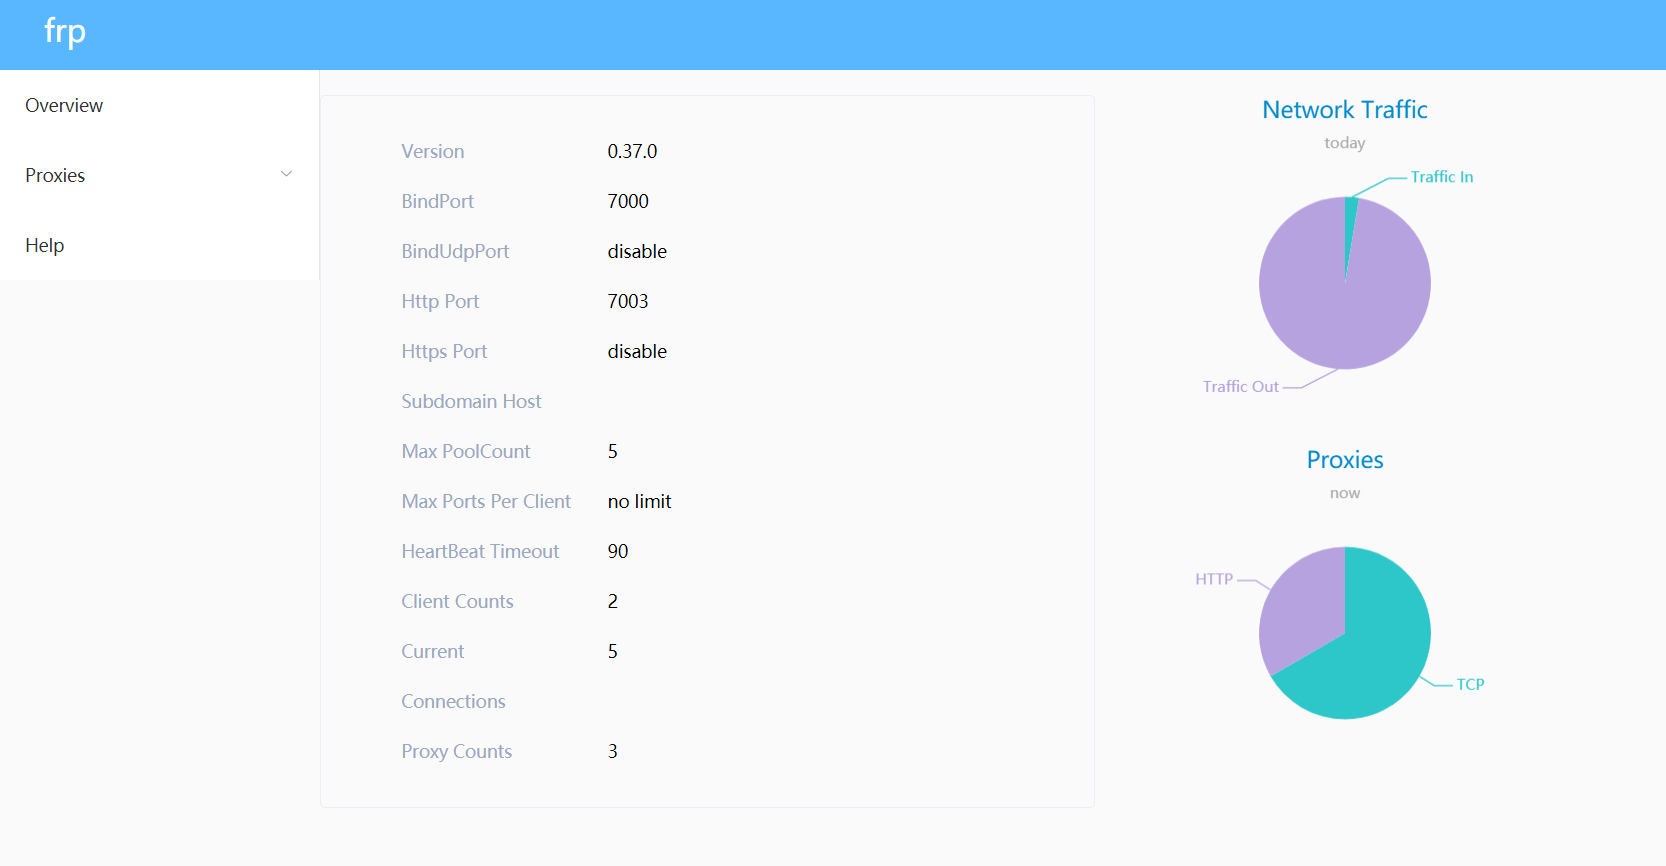 frp
Overview
Proxies
Help
Version 0.37.0
BindPort 7000
BindUdpPort disable
Http Port 7003
Https Port disable
Subdomain Host
Max PoolCount 5
Max Ports Per Client no limit
HeartBeat Timeout 90
Client Counts 2
Current 5
Connections
Proxy Counts 3
Network Traffic
today
Traffic In
Traffic Out
Proxies
now
HTTP
TCP